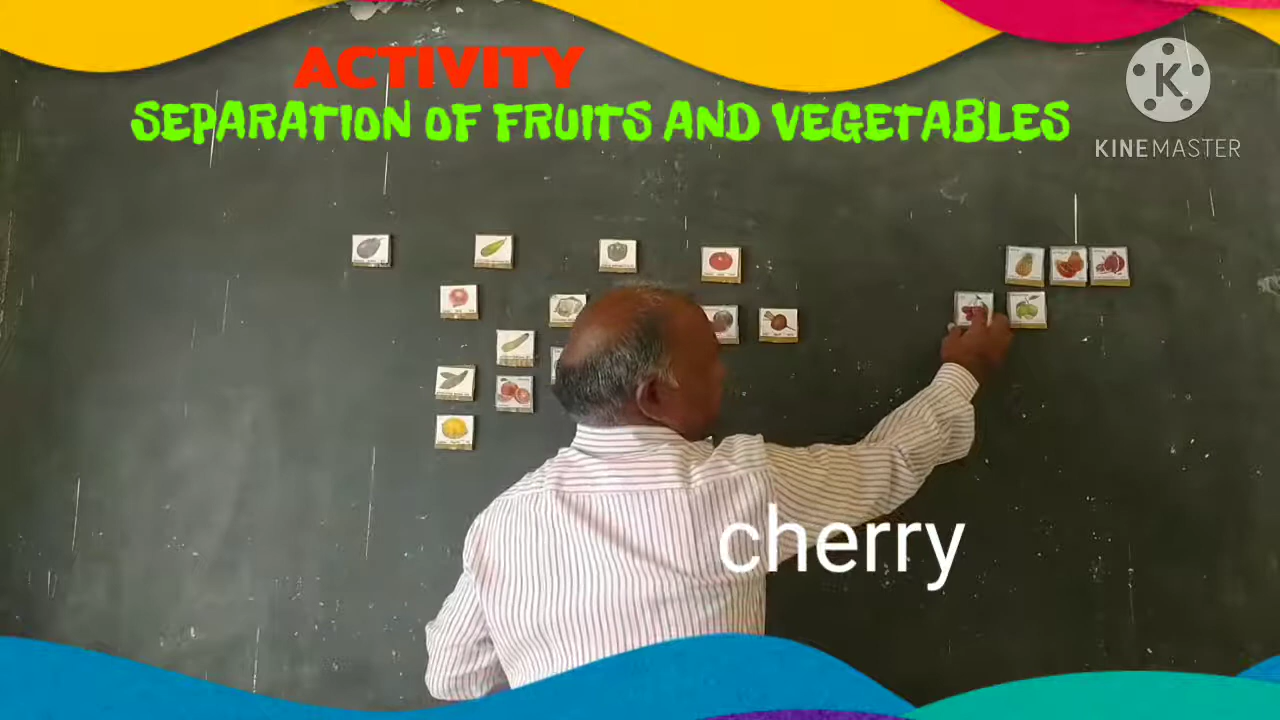 ACTIVITY
SEPARATION OF FRUITS AND VEGETABLES
K
KINEMASTER
cherry